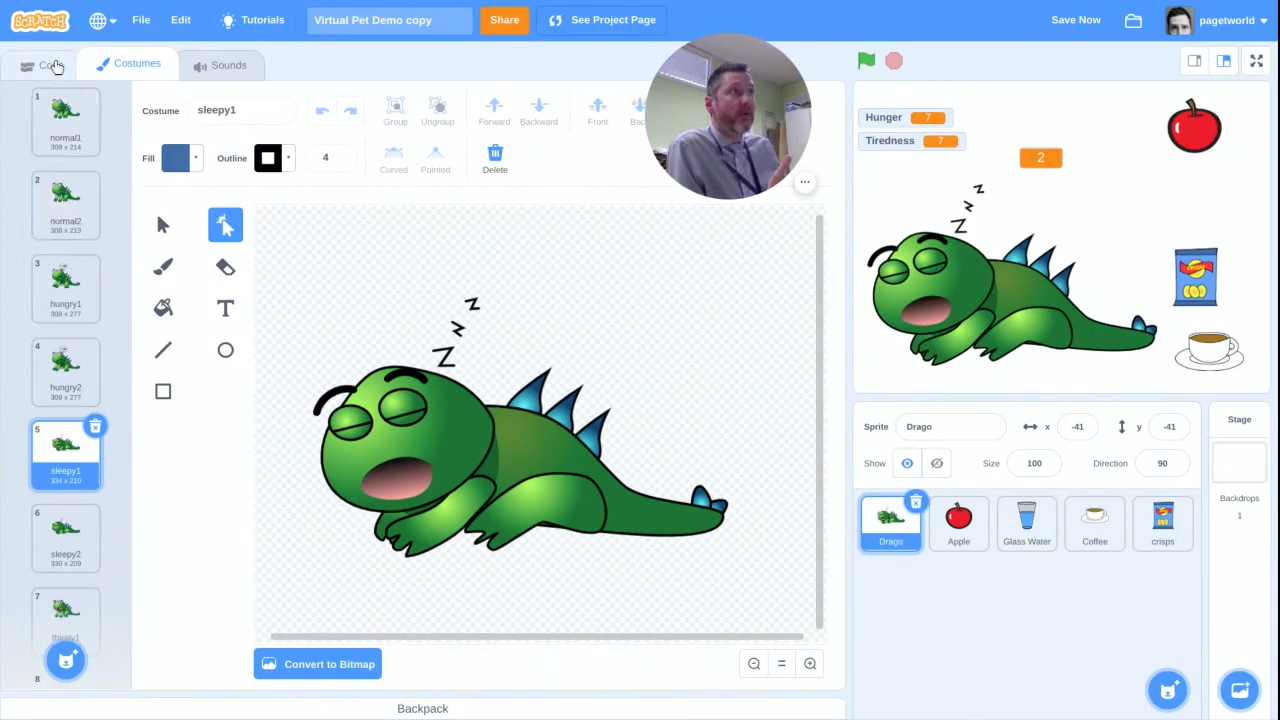 SCRATCH
File
Edit
Tutorials
Virtual Pet Demo copy
Share
See Project Page
Save Now
pagetworld
Costumes
Sounds
1
normal1
309 x 214
2
normal2
308 x 213
3
hungry1
309 x 277
4
hungry2
309 x 277
5
sleepy1
334 x 210
6
sleepy2
330 x 209
7
thirsty1
8
Costume
sleepy1
Group
Ungroup
Forward
Backward
Front
Fill
Outline
4
Curved
Pointed
Delete
T
Z
Z
Z
Convert to Bitmap
Backpack
Hunger 7
Tiredness 7
2
Z
Z
Z
Sprite
Drago
x
-41
y
-41
Show
Size
100
Direction
90
Drago
Apple
Glass Water
Coffee
crisps
Stage
Backdrops
1